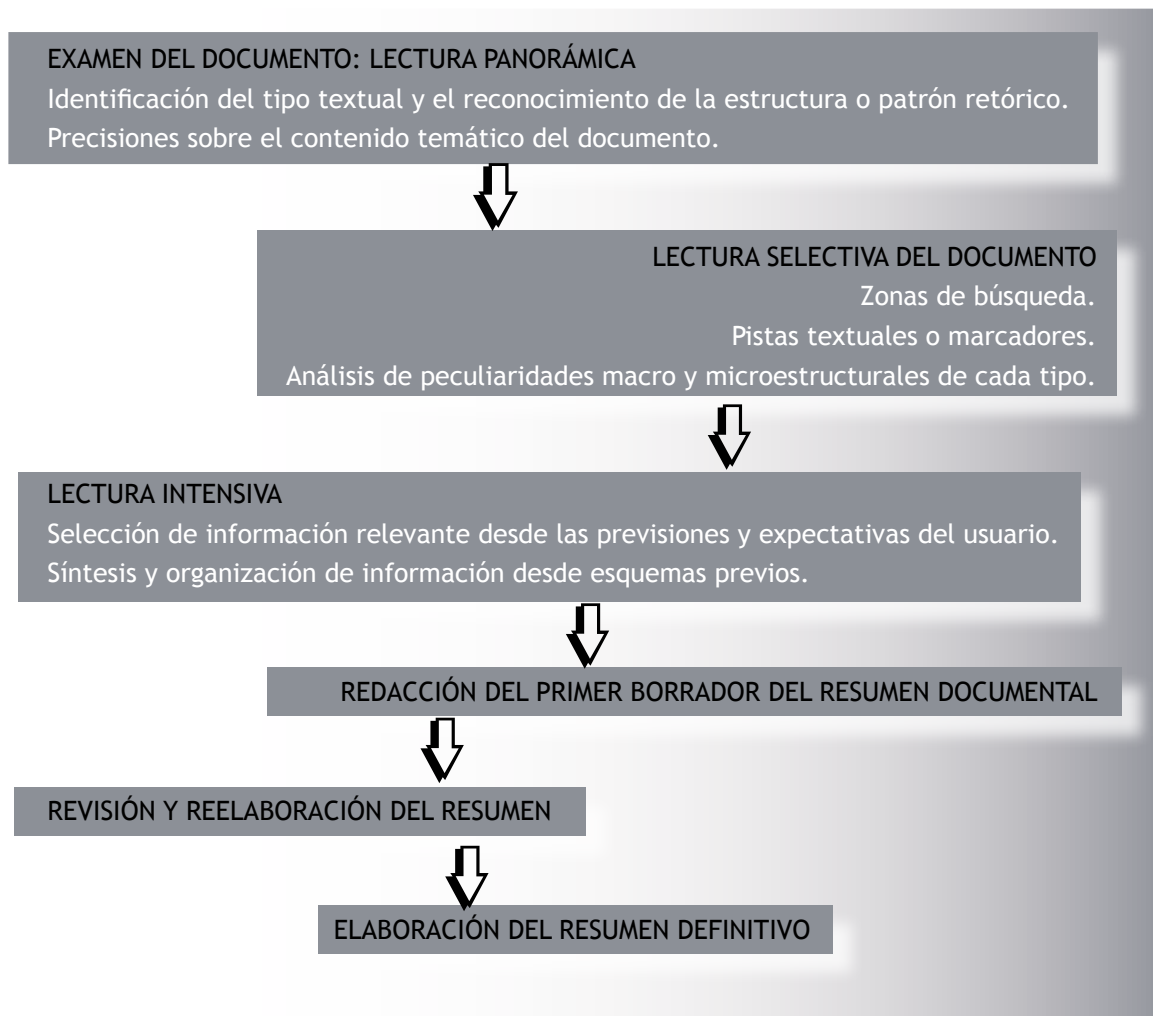 EXAMEN DEL DOCUMENTO: LECTURA PANORÁMICA
Identificación del tipo textual y el reconocimiento de la estructura o patrón retórico.
Precisiones sobre el contenido temático del documento.
LECTURA SELECTIVA DEL DOCUMENTO
Zonas de búsqueda.
Pistas textuales o marcadores.
Análisis de peculiaridades macro y microestructurales de cada tipo.
LECTURA INTENSIVA
Selección de información relevante desde las previsiones y expectativas del usuario.
Síntesis y organización de información desde esquemas previos.
REDACCIÓN DEL PRIMER BORRADOR DEL RESUMEN DOCUMENTAL
REVISIÓN Y REELABORACIÓN DEL RESUMEN
ELABORACIÓN DEL RESUMEN DEFINITIVO